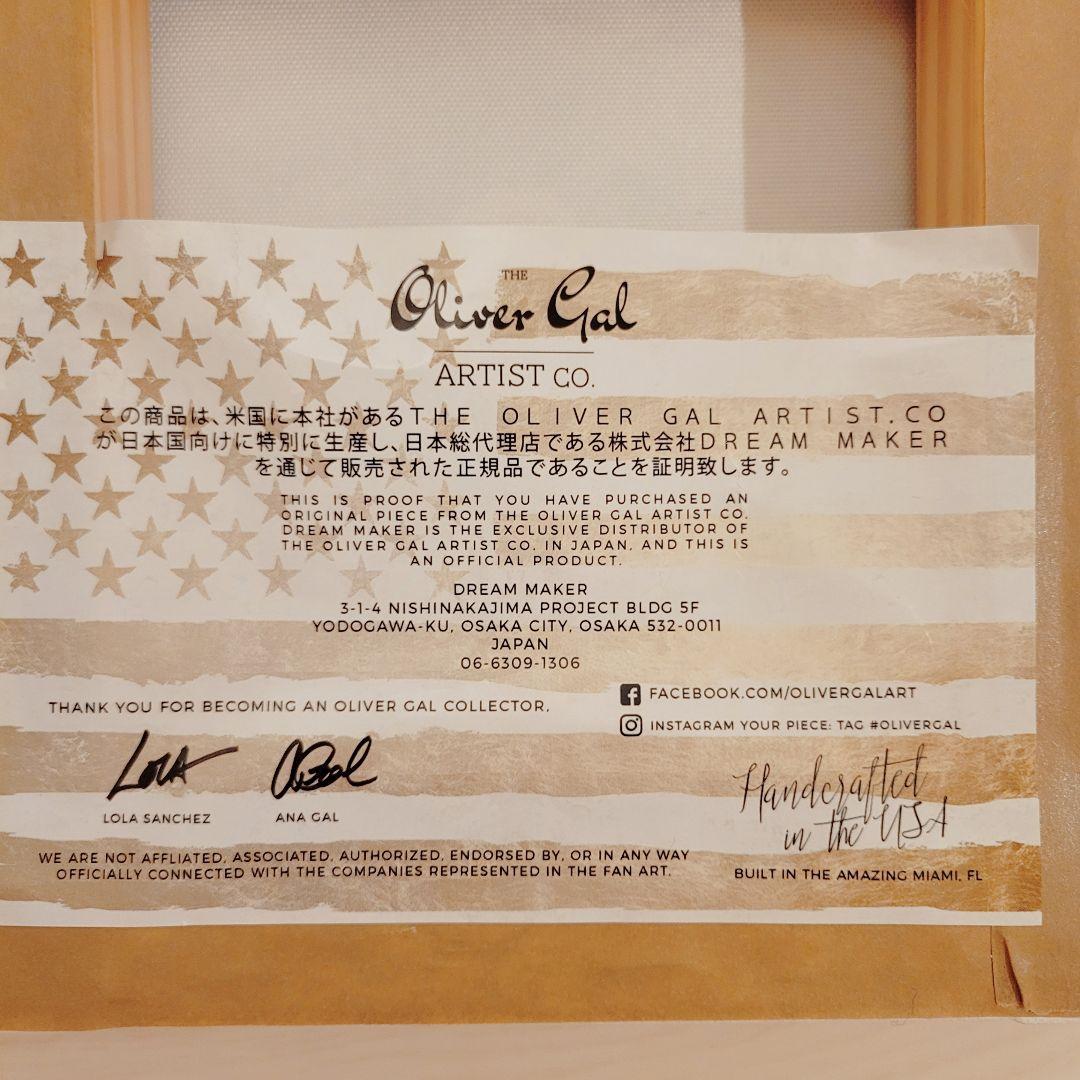 THE
Oliver Gal
ARTIST CO.
この商品は、米国に本社があるTHE OLIVER GAL ARTIST.CO
が日本国向けに特別に生産し、日本総代理店である株式会社DREAM MAKER
を通じて販売された正規品であることを証明致します。
THIS IS PROOF THAT YOU HAVE PURCHASED AN
ORIGINAL PIECE FROM THE OLIVER GAL ARTIST CO.
DREAM MAKER IS THE EXCLUSIVE DISTRIBUTOR OF
THE OLIVER GAL ARTIST CO. IN JAPAN, AND THIS IS
AN OFFICIAL PRODUCT.
DREAM MAKER
3-1-4 NISHINAKAJIMA PROJECT BLDG 5F
YODOGAWA-KU, OSAKA CITY, OSAKA 532-0011
JAPAN
06-6309-1306
THANK YOU FOR BECOMING AN OLIVER GAL COLLECTOR,
FACEBOOK.COM/OLIVERGALART
INSTAGRAM YOUR PIECE: TAG #OLIVERGAL
LOLA
LOLA SANCHEZ
ANA GAL
Handcrafted
in the USA
WE ARE NOT AFFLIATED, ASSOCIATED, AUTHORIZED, ENDORSED BY, OR IN ANY WAY
OFFICIALLY CONNECTED WITH THE COMPANIES REPRESENTED IN THE FAN ART.
BUILT IN THE AMAZING MIAMI, FL